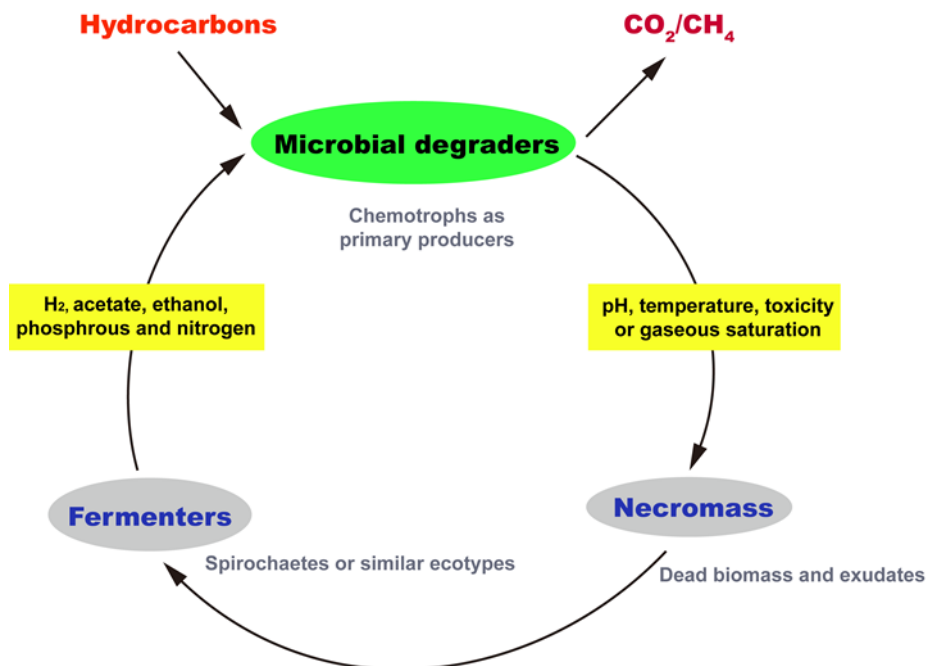 Hydrocarbons
CO2/CH4
Microbial degraders
Chemotrophs as
primary producers
H2, acetate, ethanol,
phosphrous and nitrogen
pH, temperature, toxicity
or gaseous saturation
Fermenters
Necromass
Spirochaetes or similar ecotypes
Dead biomass and exudates